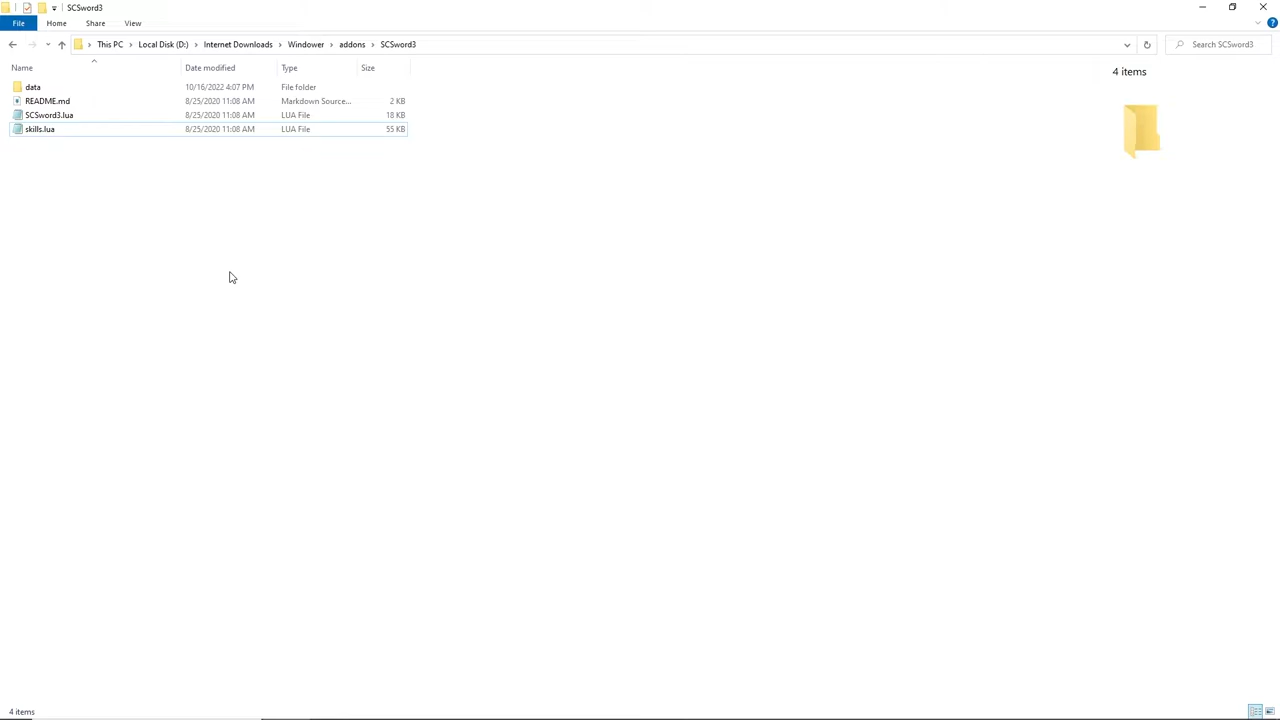 SCSword3
File Home Share View
This PC Local Disk (D:) Internet Downloads Windower addons SCSword3 Search SCSword3
Name Date modified Type Size
data 10/16/2022 4:07 PM File folder
README.md 8/25/2020 11:08 AM Markdown Source... 2 KB
SCSword3.lua 8/25/2020 11:08 AM LUA File 18 KB
skills.lua 8/25/2020 11:08 AM LUA File 55 KB
4 items
4 items